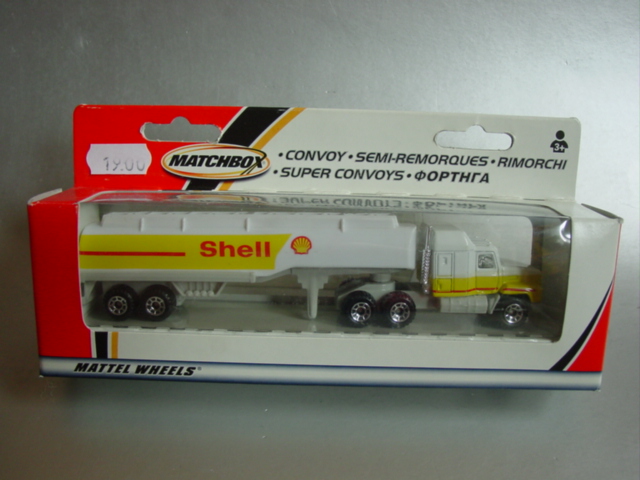 19.00
MATCHBOX
• CONVOY • SEMI-REMORQUES • RIMORCHI
• SUPER CONVOYS • ΦΟΡΤΗΓΑ
3+
Shell
MATTEL WHEELS